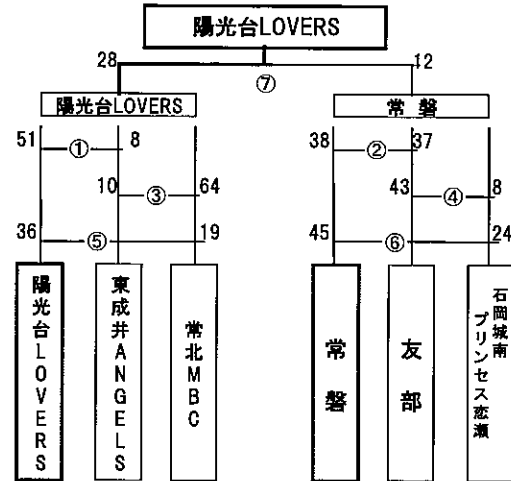 陽光台LOVERS
28 12
⑦
陽光台LOVERS 常磐
51 ① 8 38 ② 37
10 ③ 64 43 ④ 8
36 ⑤ 19 45 ⑥ 24
陽光台LOVERS
東成井ANGELS
常北MBC
常磐
友部
石岡城南
プリンセス恋瀬